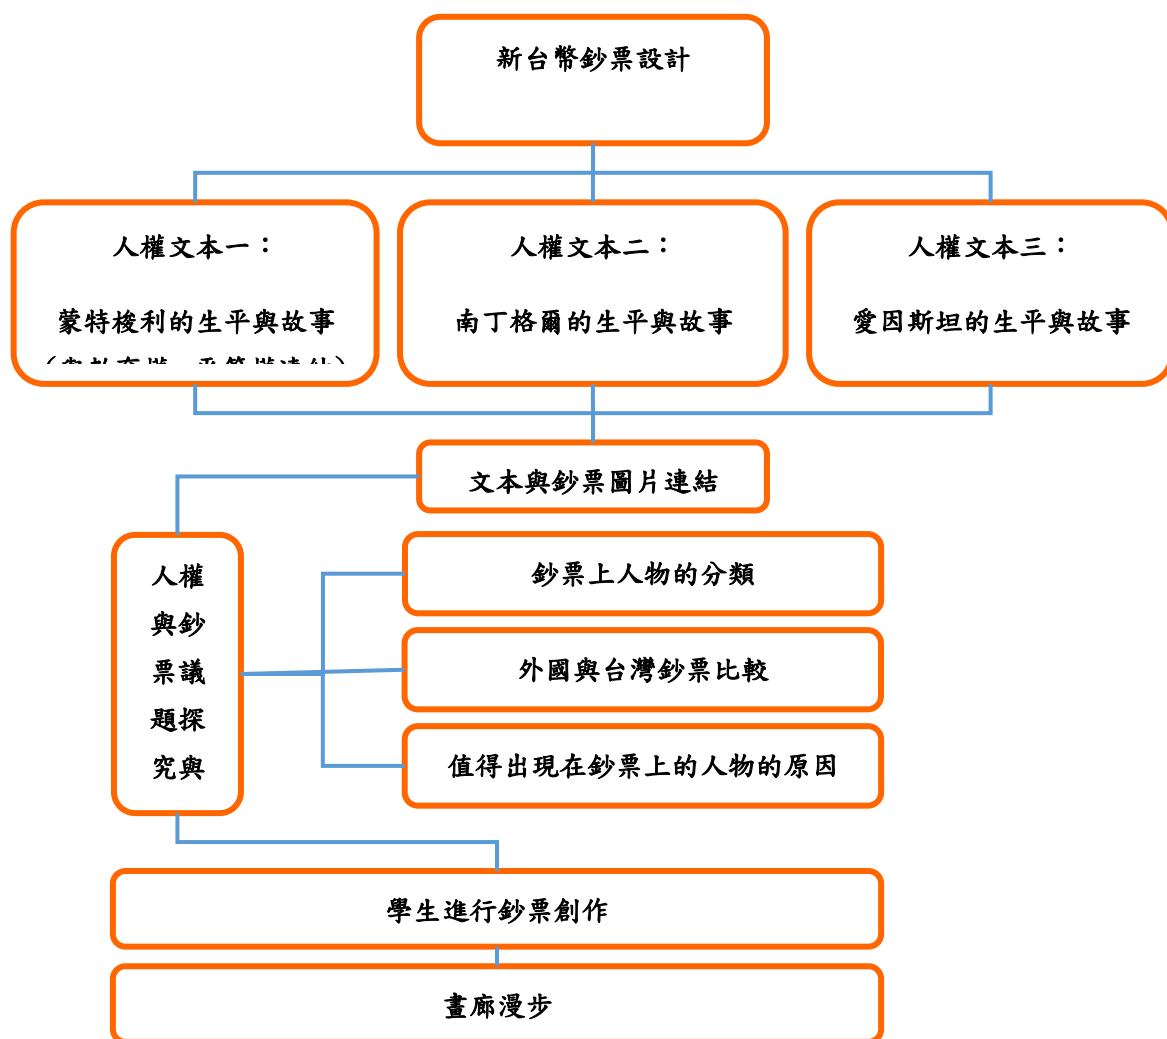 新台幣鈔票設計
人權文本一：
蒙特梭利的生平與故事
人權文本二：
南丁格爾的生平與故事
人權文本三：
愛因斯坦的生平與故事
文本與鈔票圖片連結
人權
與鈔
票議
題探
究與
鈔票上人物的分類
外國與台灣鈔票比較
值得出現在鈔票上的人物的原因
學生進行鈔票創作
畫廊漫步